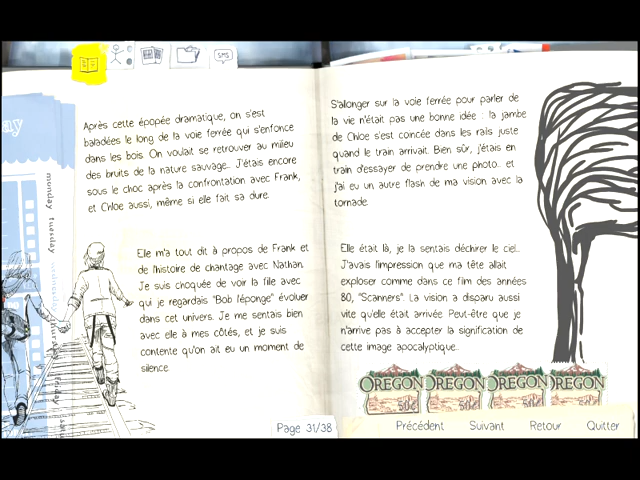 SMS
ay
monday tuesday wednesday thursday friday
Après cette épopée dramatique, on s'est
baladées le long de la voie ferrée qui s'enfonce
dans les bois. On voulait se retrouver au milieu
des bruits de la nature sauvage... J'étais encore
sous le choc après la confrontation avec Frank,
et Chloe aussi, même si elle fait sa dure.
Elle m'a tout dit à propos de Frank et
de l'histoire de chantage avec Nathan.
Je suis choquée de voir la fille avec
qui je regardais "Bob l'éponge" évoluer
dans cet univers. Je me sentais bien
avec elle à mes côtés, et je suis
contente qu'on ait eu un moment de
silence.
Page 31/38
S'allonger sur la voie ferrée pour parler de
la vie n'était pas une bonne idée : la jambe
de Chloe s'est coincée dans les rails juste
quand le train arrivait. Bien sûr, j'étais en
train d'essayer de prendre une photo... et
j'ai eu un autre flash de ma vision avec la
tornade.
Elle était là, je la sentais déchirer le ciel...
J'avais l'impression que ma tête allait
exploser comme dans ce film des années
80, "Scanners". La vision a disparu aussi
vite qu'elle était arrivée. Peut-être que je
n'arrive pas à accepter la signification de
cette image apocalyptique...
OREGON OREGON OREGON OREGON
50c 50c 50c 50c
Précédent Suivant Retour Quitter